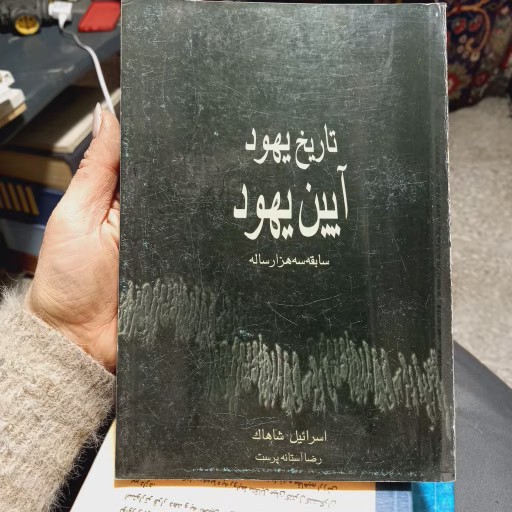 تاریخ یهود
آیین یهود
سابقه سه هزار ساله
اسرائیل.شاهاک
رضا آستانه پرست